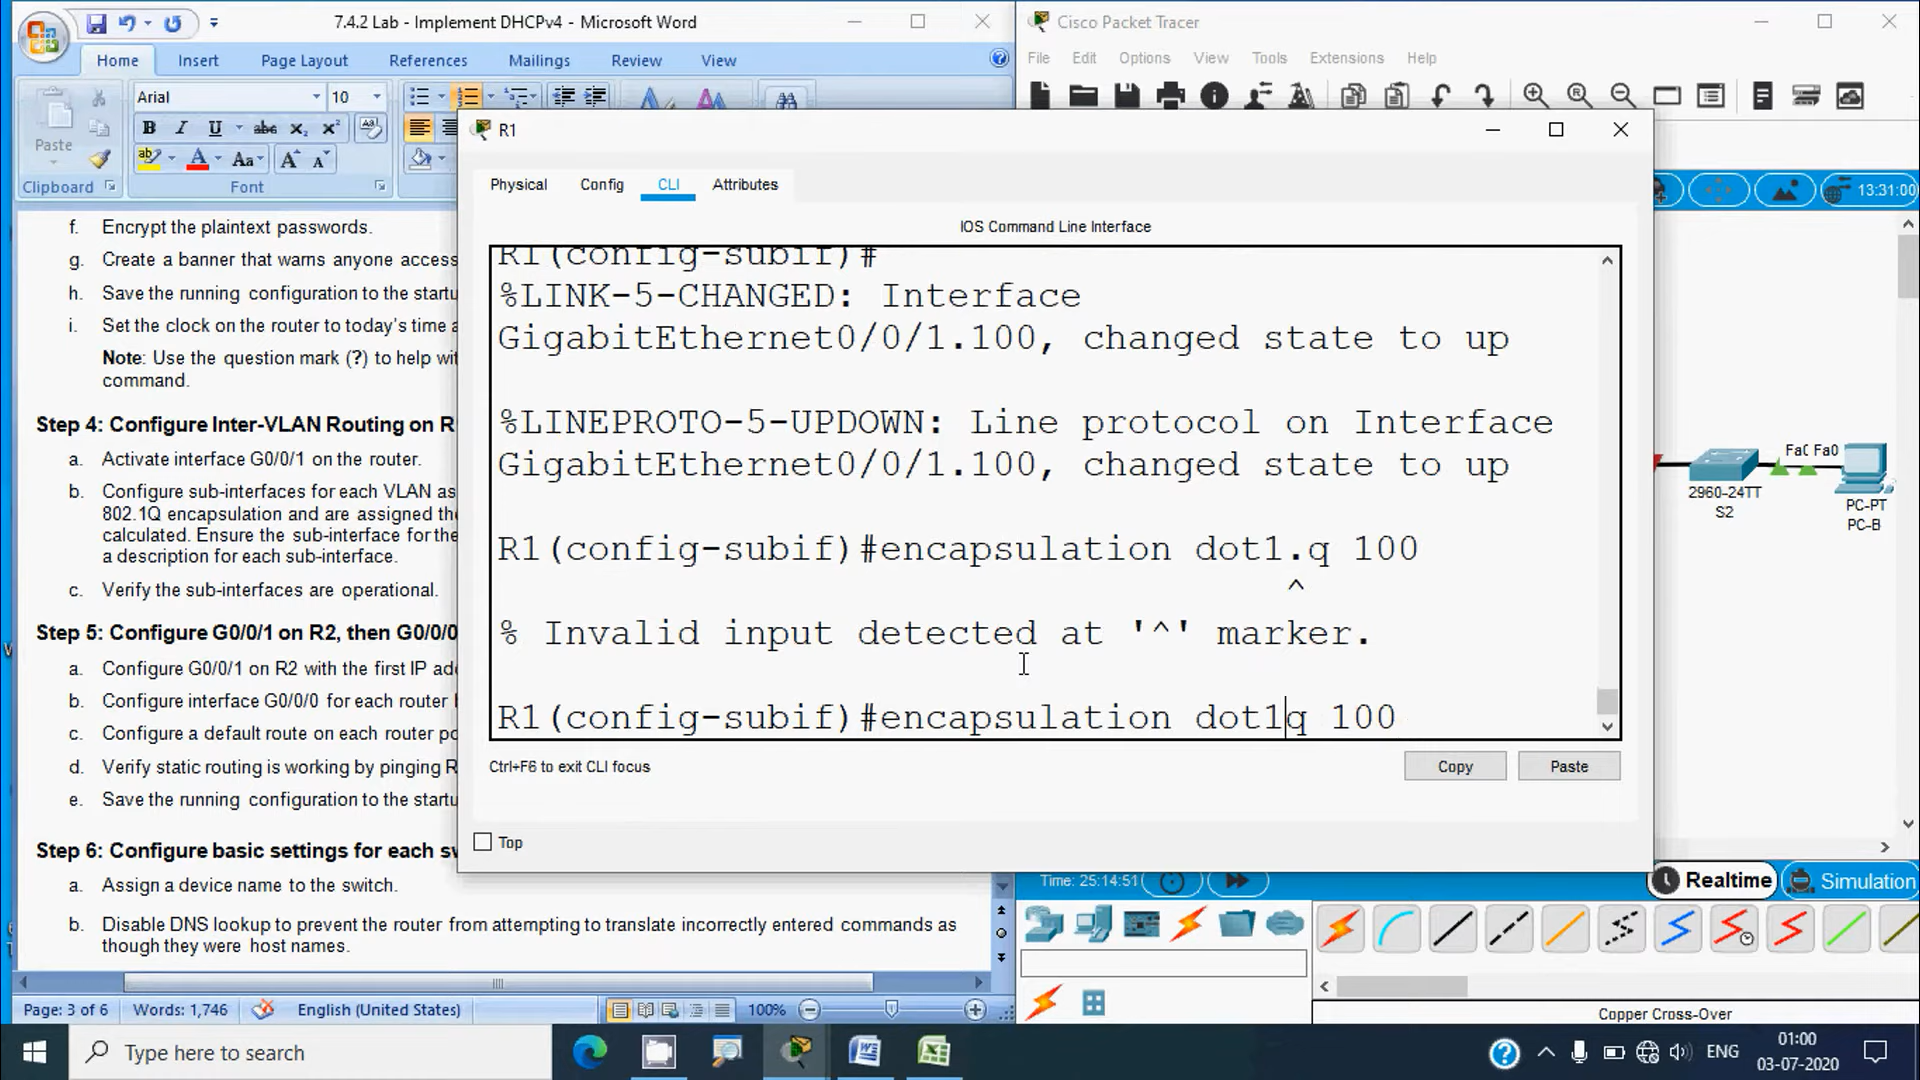 7.4.2 Lab - Implement DHCPv4 - Microsoft Word
Home Insert Page Layout References Mailings Review View
Arial 10
Paste
Clipboard
Font
f. Encrypt the plaintext passwords.
g. Create a banner that warns anyone access
h. Save the running configuration to the startu
i. Set the clock on the router to today's time a
Note: Use the question mark (?) to help wit
command.
Step 4: Configure Inter-VLAN Routing on R
a. Activate interface G0/0/1 on the router.
b. Configure sub-interfaces for each VLAN as
802.1Q encapsulation and are assigned the
calculated. Ensure the sub-interface for the
a description for each sub-interface.
c. Verify the sub-interfaces are operational.
Step 5: Configure G0/0/1 on R2, then G0/0/0
a. Configure G0/0/1 on R2 with the first IP add
b. Configure interface G0/0/0 for each router b
c. Configure a default route on each router po
d. Verify static routing is working by pinging R
e. Save the running configuration to the startu
Step 6: Configure basic settings for each sw
a. Assign a device name to the switch.
b. Disable DNS lookup to prevent the router from attempting to translate incorrectly entered commands as
though they were host names.
Page: 3 of 6 Words: 1,746 English (United States) 100%
Cisco Packet Tracer
File Edit Options View Tools Extensions Help
13:31:00
R1
Physical Config CLI Attributes
IOS Command Line Interface
R1(config-subif)#
%LINK-5-CHANGED: Interface
GigabitEthernet0/0/1.100, changed state to up
%LINEPROTO-5-UPDOWN: Line protocol on Interface
GigabitEthernet0/0/1.100, changed state to up
R1(config-subif)#encapsulation dot1.q 100
^
% Invalid input detected at '^' marker.
R1(config-subif)#encapsulation dot1q 100
Ctrl+F6 to exit CLI focus
Copy
Paste
Top
Fa0 Fa0
2960-24TT
S2
PC-PT
PC-B
Time: 25:14:51
Realtime
Simulation
Copper Cross-Over
Type here to search
ENG
01:00
03-07-2020